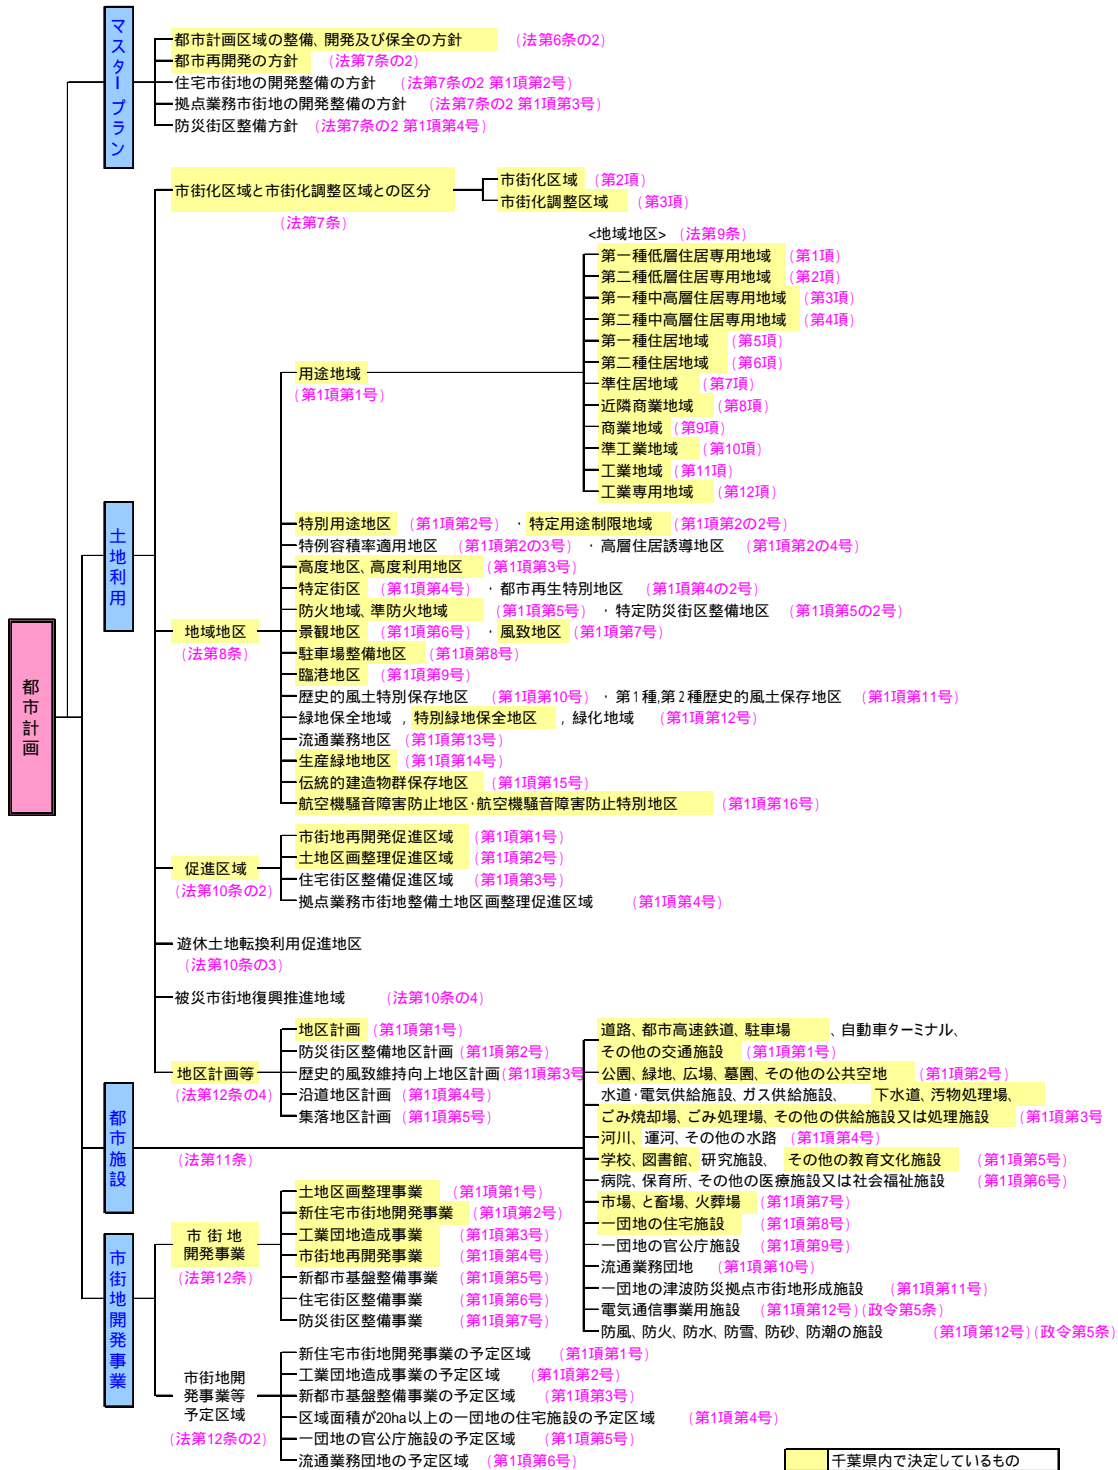 都市計画
マスタープラン
都市計画区域の整備、開発及び保全の方針 (法第6条の2)
都市再開発の方針 (法第7条の2)
住宅市街地の開発整備の方針 (法第7条の2 第1項第2号)
拠点業務市街地の開発整備の方針 (法第7条の2 第1項第3号)
防災街区整備方針 (法第7条の2 第1項第4号)
土地利用
市街化区域と市街化調整区域との区分
(法第7条)
市街化区域 (第2項)
市街化調整区域 (第3項)
<地域地区> (法第9条)
第一種低層住居専用地域 (第1項)
第二種低層住居専用地域 (第2項)
第一種中高層住居専用地域 (第3項)
第二種中高層住居専用地域 (第4項)
第一種住居地域 (第5項)
第二種住居地域 (第6項)
準住居地域 (第7項)
近隣商業地域 (第8項)
商業地域 (第9項)
準工業地域 (第10項)
工業地域 (第11項)
工業専用地域 (第12項)
地域地区
(法第8条)
用途地域
(第1項第1号)
特別用途地区 (第1項第2号) ・特定用途制限地域 (第1項第2の2号)
特例容積率適用地区 (第1項第2の3号) ・高層住居誘導地区 (第1項第2の4号)
高度地区、高度利用地区 (第1項第3号)
特定街区 (第1項第4号) ・都市再生特別地区 (第1項第4の2号)
防火地域、準防火地域 (第1項第5号) ・特定防災街区整備地区 (第1項第5の2号)
景観地区 (第1項第6号) ・風致地区 (第1項第7号)
駐車場整備地区 (第1項第8号)
臨港地区 (第1項第9号)
歴史的風土特別保存地区 (第1項第10号) ・第1種,第2種歴史的風土保存地区 (第1項第11号)
緑地保全地域 ,特別緑地保全地区 ,緑化地域 (第1項第12号)
流通業務地区 (第1項第13号)
生産緑地地区 (第1項第14号)
伝統的建造物群保存地区 (第1項第15号)
航空機騒音障害防止地区・航空機騒音障害防止特別地区 (第1項第16号)
促進区域
(法第10条の2)
市街地再開発促進区域 (第1項第1号)
土地区画整理促進区域 (第1項第2号)
住宅街区整備促進区域 (第1項第3号)
拠点業務市街地整備土地区画整理促進区域 (第1項第4号)
遊休土地転換利用促進地区
(法第10条の3)
被災市街地復興推進地域 (法第10条の4)
地区計画等
(法第12条の4)
地区計画 (第1項第1号)
防災街区整備地区計画 (第1項第2号)
歴史的風致維持向上地区計画 (第1項第3号
沿道地区計画 (第1項第4号)
集落地区計画 (第1項第5号)
都市施設
(法第11条)
道路、都市高速鉄道、駐車場 、自動車ターミナル、
その他の交通施設 (第1項第1号)
公園、緑地、広場、墓園、その他の公共空地 (第1項第2号)
水道・電気供給施設、ガス供給施設、 下水道、汚物処理場、
ごみ焼却場、ごみ処理場、その他の供給施設又は処理施設 (第1項第3号
河川、運河、その他の水路 (第1項第4号)
学校、図書館、研究施設、 その他の教育文化施設 (第1項第5号)
病院、保育所、その他の医療施設又は社会福祉施設 (第1項第6号)
市場、と畜場、火葬場 (第1項第7号)
一団地の住宅施設 (第1項第8号)
一団地の官公庁施設 (第1項第9号)
流通業務団地 (第1項第10号)
一団地の津波防災拠点市街地形成施設 (第1項第11号)
電気通信事業用施設 (第1項第12号)(政令第5条)
防風、防火、防水、防雪、防砂、防潮の施設 (第1項第12号)(政令第5条)
市街地開発事業
市街地
開発事業
(法第12条)
土地区画整理事業 (第1項第1号)
新住宅市街地開発事業 (第1項第2号)
工業団地造成事業 (第1項第3号)
市街地再開発事業 (第1項第4号)
新都市基盤整備事業 (第1項第5号)
住宅街区整備事業 (第1項第6号)
防災街区整備事業 (第1項第7号)
市街地開
発事業等
予定区域
(法第12条の2)
新住宅市街地開発事業の予定区域 (第1項第1号)
工業団地造成事業の予定区域 (第1項第2号)
新都市基盤整備事業の予定区域 (第1項第3号)
区域面積が20ha以上の一団地の住宅施設の予定区域 (第1項第4号)
一団地の官公庁施設の予定区域 (第1項第5号)
流通業務団地の予定区域 (第1項第6号)
千葉県内で決定しているもの